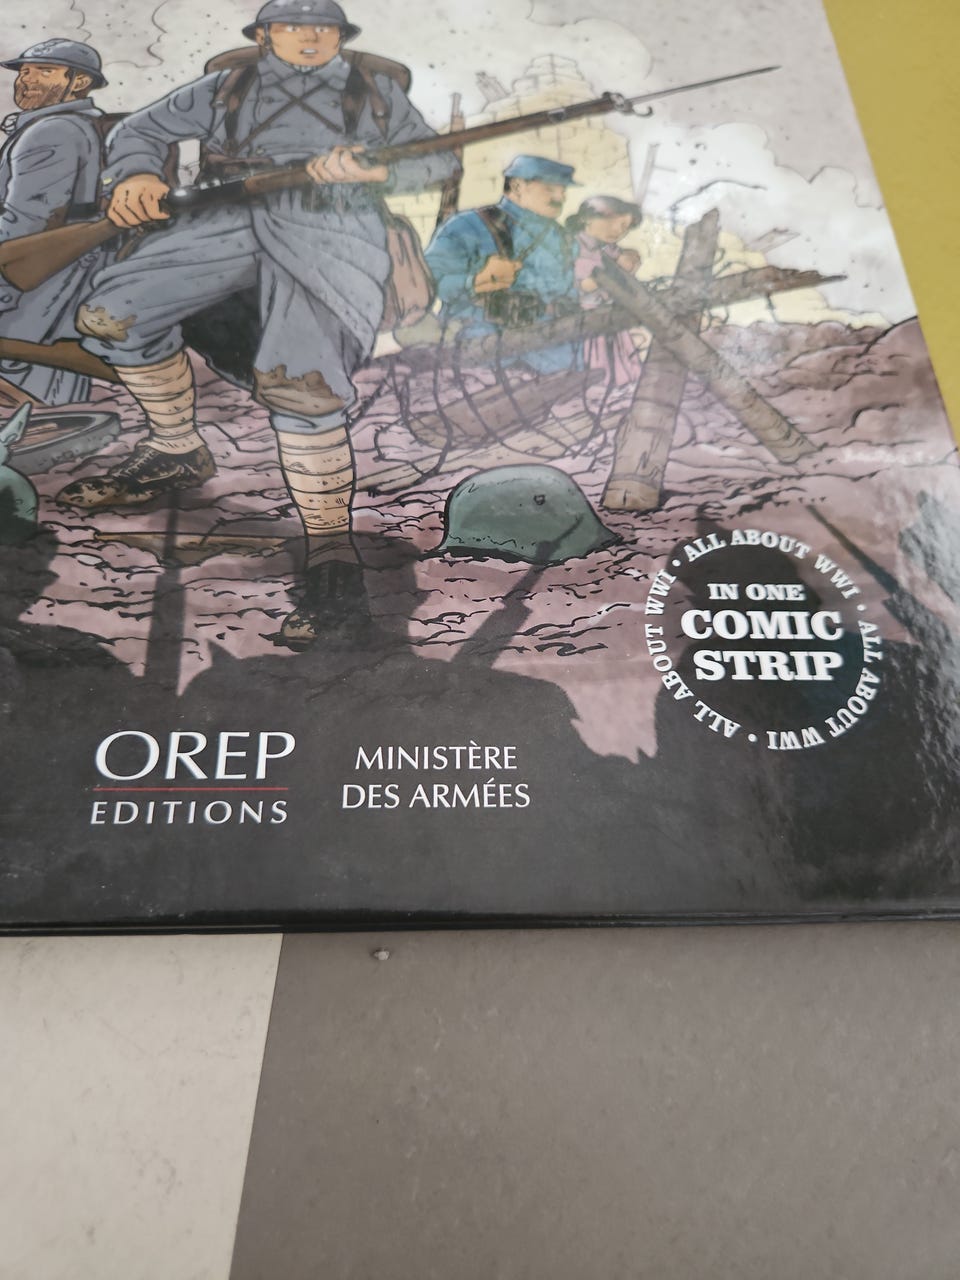 ALL ABOUT WWI • ALL ABOUT WWI • ALL ABOUT WWI •
IN ONE
COMIC
STRIP
OREP
EDITIONS
MINISTÈRE
DES ARMÉES